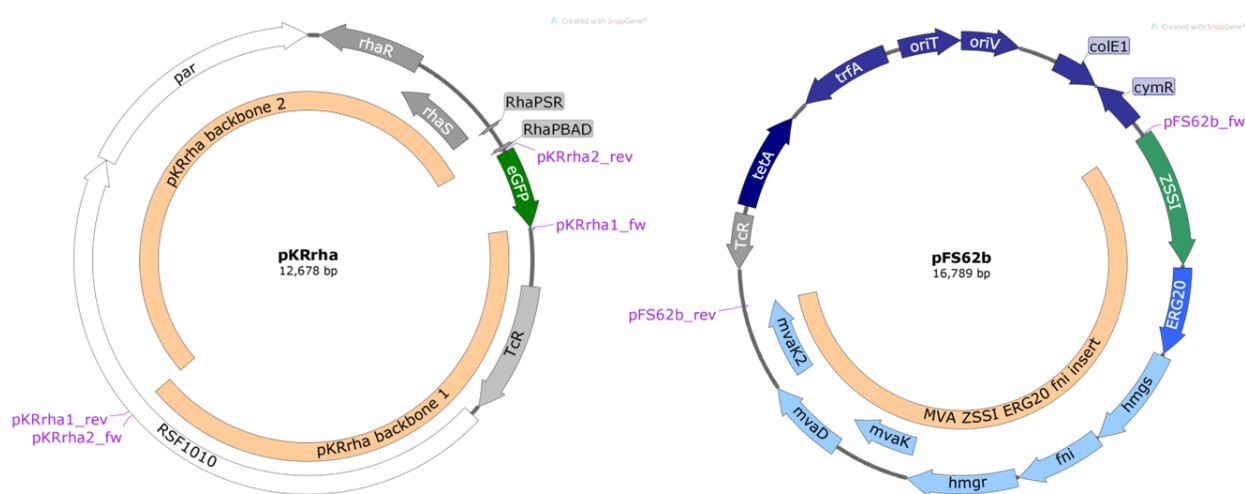 Created with SnapGene®
rhaR
par
rhaS
RhaPSR
RhaPBAD
pKRrha2_rev
eGFP
pKRrha1_fw
pKRrha backbone 2
pKRrha
12,678 bp
TcR
pKRrha1_rev
pKRrha2_fw
RSF1010
pKRrha backbone 1
Created with SnapGene®
oriT
oriV
colE1
trfA
cymR
pFS62b_fw
tetA
ZSSI
TcR
pFS62b
16,789 bp
ERG20
pFS62b_rev
mvaK2
MVA ZSSI ERG20 fni insert
hmgs
mvaD
mvaK
fni
hmgr